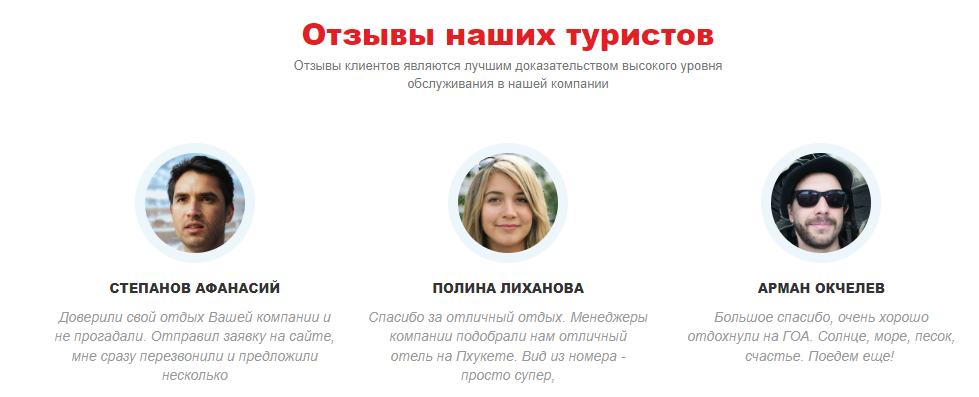 Отзывы наших туристов
Отзывы клиентов являются лучшим доказательством высокого уровня
обслуживания в нашей компании
СТЕПАНОВ АФАНАСИЙ
Доверили свой отдых Вашей компании и
не прогадали. Отправил заявку на сайте,
мне сразу перезвонили и предложили
несколько
ПОЛИНА ЛИХАНОВА
Спасибо за отличный отдых. Менеджеры
компании подобрали нам отличный
отель на Пхукете. Вид из номера -
просто супер,
АРМАН ОКЧЕЛЕВ
Большое спасибо, очень хорошо
отдохнули на ГОА. Солнце, море, песок,
счастье. Поедем еще!